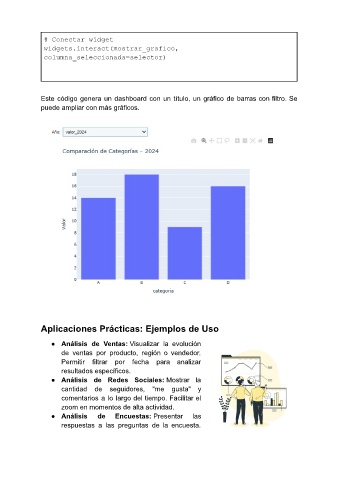 # Conectar widget
widgets.interact(mostrar_grafico,
columna_seleccionada=selector)
Este código genera un dashboard con un título, un gráfico de barras con filtro. Se
puede ampliar con más gráficos.
Año: valor_2024
Comparación de Categorías – 2024
18
16
14
12
10
8
6
4
2
0
valor
A B C D
categoria
Aplicaciones Prácticas: Ejemplos de Uso
● Análisis de Ventas: Visualizar la evolución
de ventas por producto, región o vendedor.
Permitir filtrar por fecha para analizar
resultados específicos.
● Análisis de Redes Sociales: Mostrar la
cantidad de seguidores, "me gusta" y
comentarios a lo largo del tiempo. Facilitar el
zoom en momentos de alta actividad.
● Análisis de Encuestas: Presentar las
respuestas a las preguntas de la encuesta.